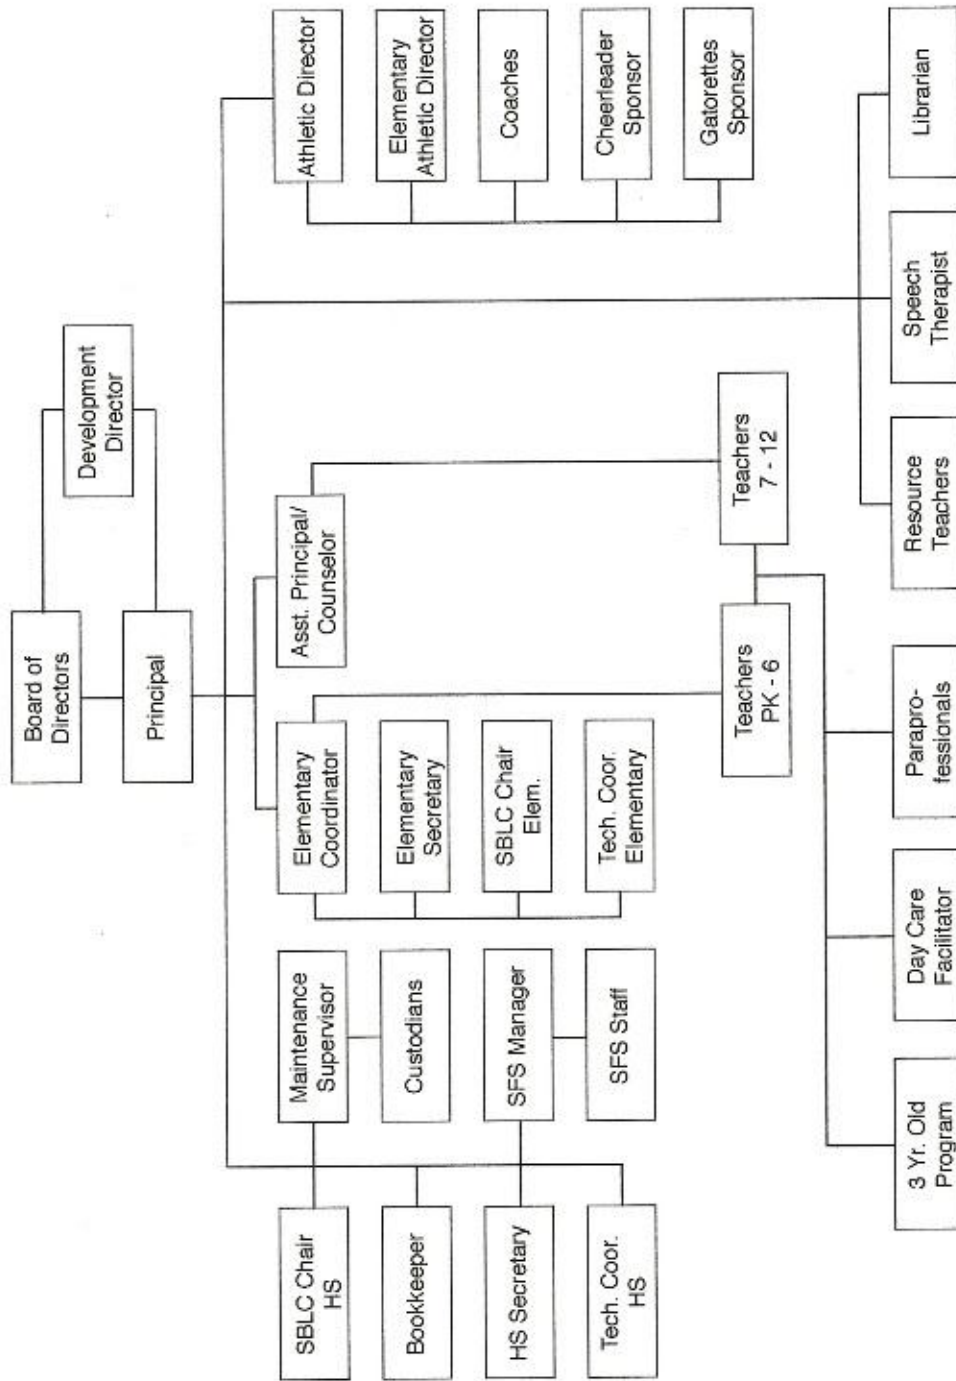 Board of
Directors
Development
Director
Principal
Elementary
Coordinator
Asst. Principal/
Counselor
Athletic Director
Elementary
Athletic Director
Coaches
Cheerleader
Sponsor
Gatorettes
Sponsor
Elementary
Secretary
SBLC Chair
Elem.
Tech. Coor.
Elementary
Maintenance
Supervisor
Custodians
SFS Manager
SFS Staff
SBLC Chair
HS
Bookkeeper
HS Secretary
Tech. Coor.
HS
Teachers
PK - 6
Teachers
7 - 12
3 Yr. Old
Program
Day Care
Facilitator
Parapro-
fessionals
Resource
Teachers
Speech
Therapist
Librarian